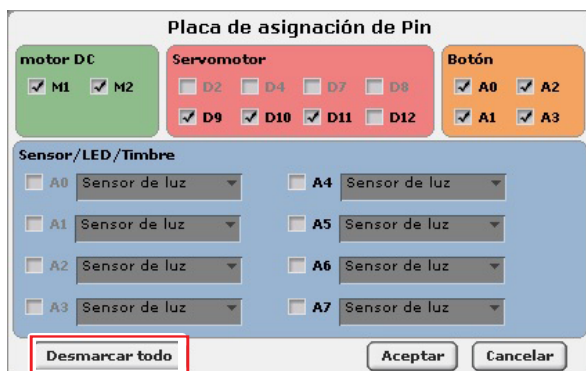 Placa de asignación de Pin
motor DC
M1 M2
Servomotor
D2 D4 D7 D8
D9 D10 D11 D12
Botón
A0 A2
A1 A3
Sensor/LED/Timbre
A0 Sensor de luz A4 Sensor de luz
A1 Sensor de luz A5 Sensor de luz
A2 Sensor de luz A6 Sensor de luz
A3 Sensor de luz A7 Sensor de luz
Desmarcar todo Aceptar Cancelar